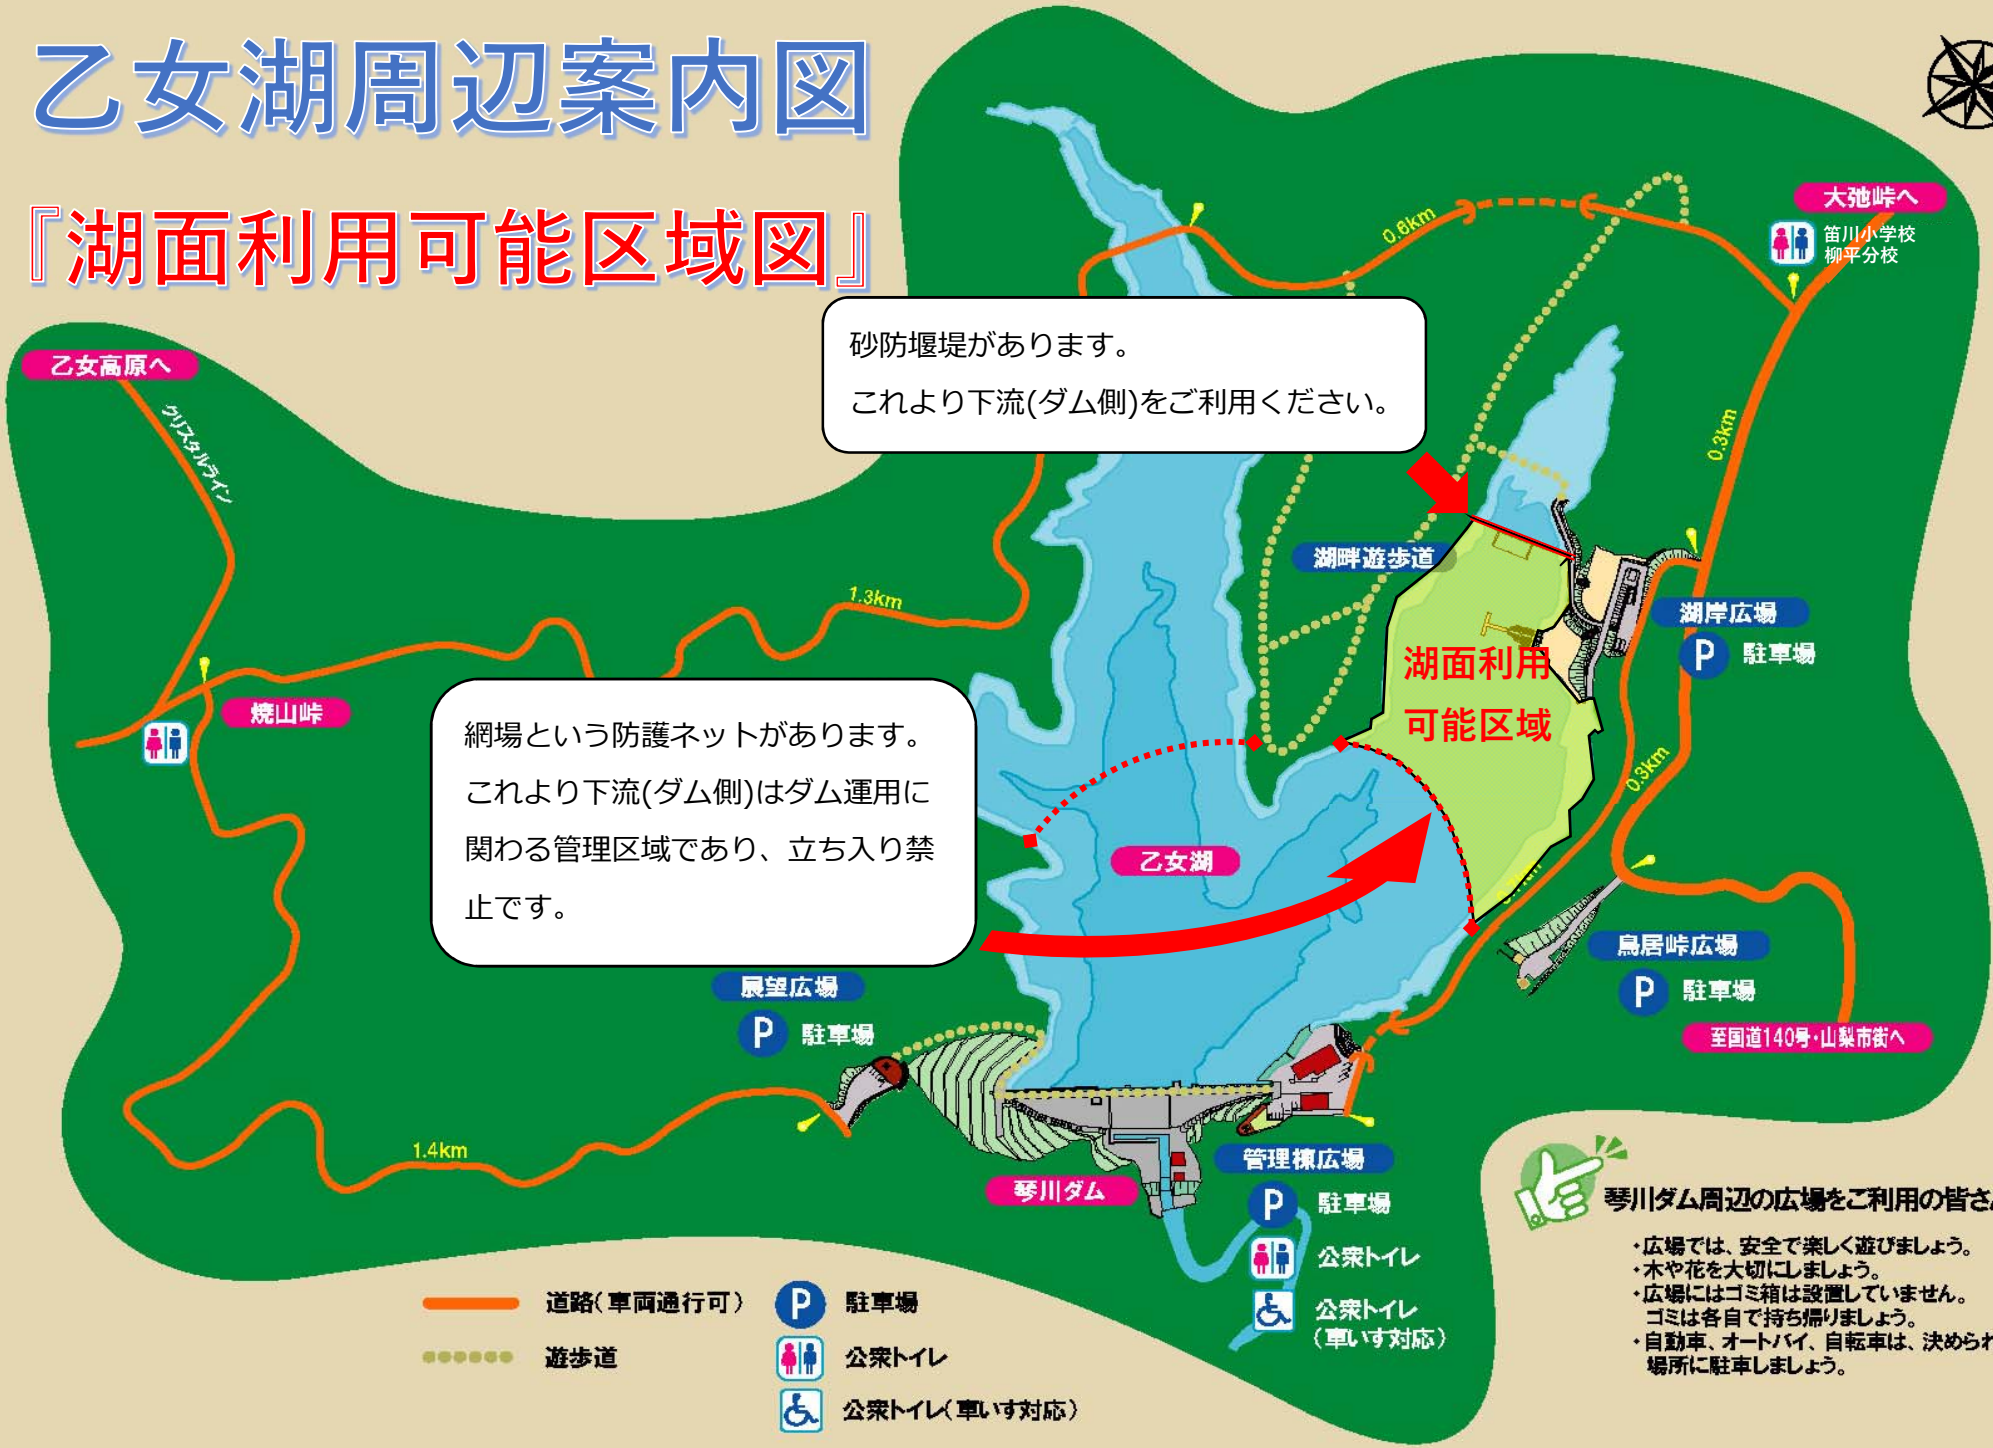 乙女湖周辺案内図
『湖面利用可能区域図』
大弛峠へ
笛川小学校
柳平分校
0.6km
砂防堰堤があります。
これより下流(ダム側)をご利用ください。
乙女高原へ
クリスタルライン
0.3km
湖畔遊歩道
1.3km
湖岸広場
P 駐車場
湖面利用
可能区域
焼山峠
網場という防護ネットがあります。
これより下流(ダム側)はダム運用に
関わる管理区域であり、立ち入り禁
止です。
0.3km
乙女湖
鳥居峠広場
P 駐車場
展望広場
P 駐車場
至国道140号・山梨市街へ
1.4km
琴川ダム
管理棟広場
P 駐車場
公衆トイレ
公衆トイレ
(車いす対応)
琴川ダム周辺の広場をご利用の皆さ
・広場では、安全で楽しく遊びましょう。
・木や花を大切にしましょう。
・広場にはゴミ箱は設置していません。
ゴミは各自で持ち帰りましょう。
・自動車、オートバイ、自転車は、決められ
場所に駐車しましょう。
道路(車両通行可)
P 駐車場
遊歩道
公衆トイレ
公衆トイレ(車いす対応)